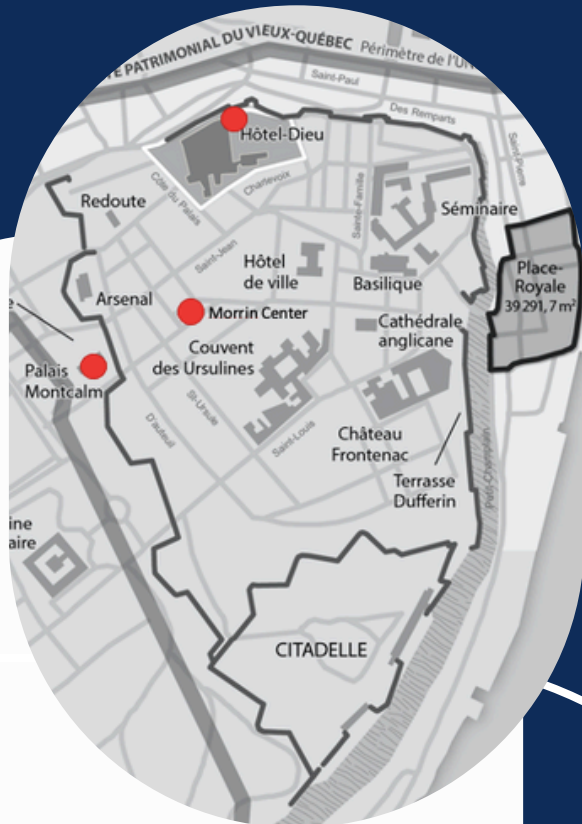 E PATRIMONIAL DU VIEUX-QUÉBEC
Périmètre de l'U
Saint-Paul
Des Remparts
Saint-Pierre
Hôtel-Dieu
Côte du Palais
Charlevoix
Sainte-Famille
Redoute
Séminaire
Saint-Jean
Hôtel
de ville
Basilique
Place-
Royale
39 291,7 m²
Arsenal
Morrin Center
Cathédrale
anglicane
e
Couvent
des Ursulines
Palais
Montcalm
St-Ursule
D'auteuil
Saint-Louis
Château
Frontenac
Terrasse
Dufferin
Petit-Champlain
ine
aire
CITADELLE